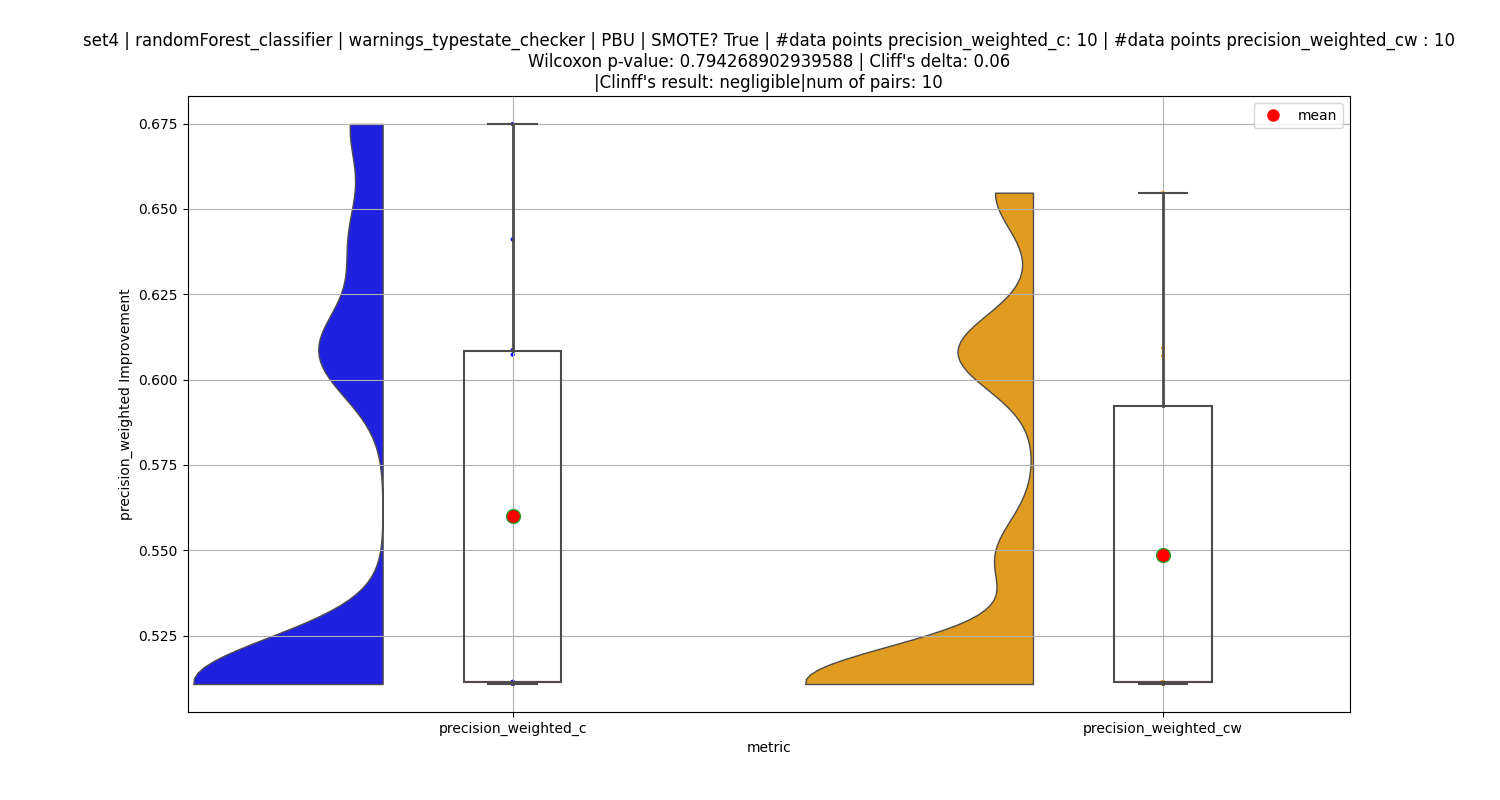 set4 | randomForest_classifier | warnings_typestate_checker | PBU | SMOTE? True | #data points precision_weighted_c: 10 | #data points precision_weighted_cw : 10
Wilcoxon p-value: 0.794268902939588 | Cliff's delta: 0.06
|Clinff's result: negligible|num of pairs: 10
mean
0.675
0.650
0.625
0.600
0.575
0.550
0.525
precision_weighted Improvement
precision_weighted_c
precision_weighted_cw
metric